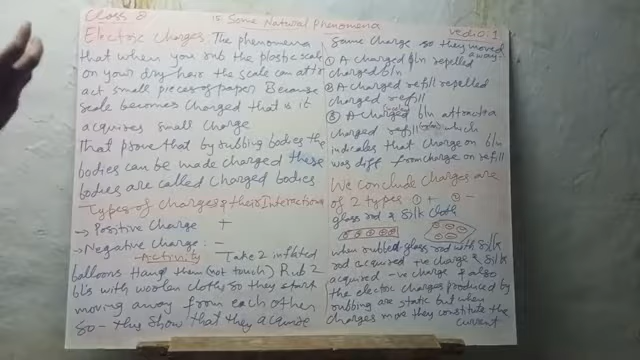 Class 8
15. Some Natural Phenomena
Vedio:1
Electric Charges: The phenomena
that when you rub the plastic scale
on your dry hair the scale can attr
act small pieces of paper Because
scale becomes charged that is it
acquires small charge
That prove that by rubbing bodies the
bodies can be made charged these
bodies are called Charged bodies
Types of charges & their Interactions
→ Positive Charge +
→ Negative Charge: −
Activity Take 2 inflated
balloons Hang them (not touch) Rub 2
bl's with woolen cloth so they start
moving away from each other
so - this show that they acquire
Same charge so they moved
away.
① A Charged bln repelled
charged bln
② A charged refill repelled
charged refill
③ A charged bln attracted
charged refill which
indicates that charge on bln
was diff from charge on refill
We conclude charges are
of 2 types ① + ② −
glass rod & silk cloth
when rubbed glass rod with silk
rod acquired +ve charge & silk
acquired -ve charge & also
the electric charges produced by
rubbing are static but when
charges move they constitute the
current